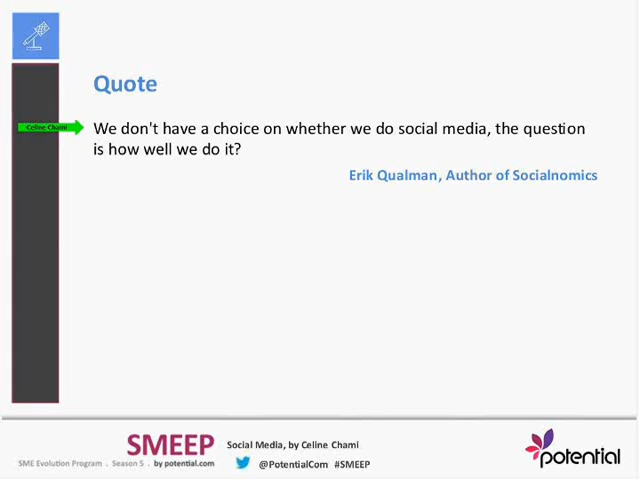 Quote
Celine Chami
We don't have a choice on whether we do social media, the question
is how well we do it?
Erik Qualman, Author of Socialnomics
SMEEP
Social Media, by Celine Chami
SME Evolution Program . Season 5 . by potential.com
@PotentialCom #SMEEP
potential